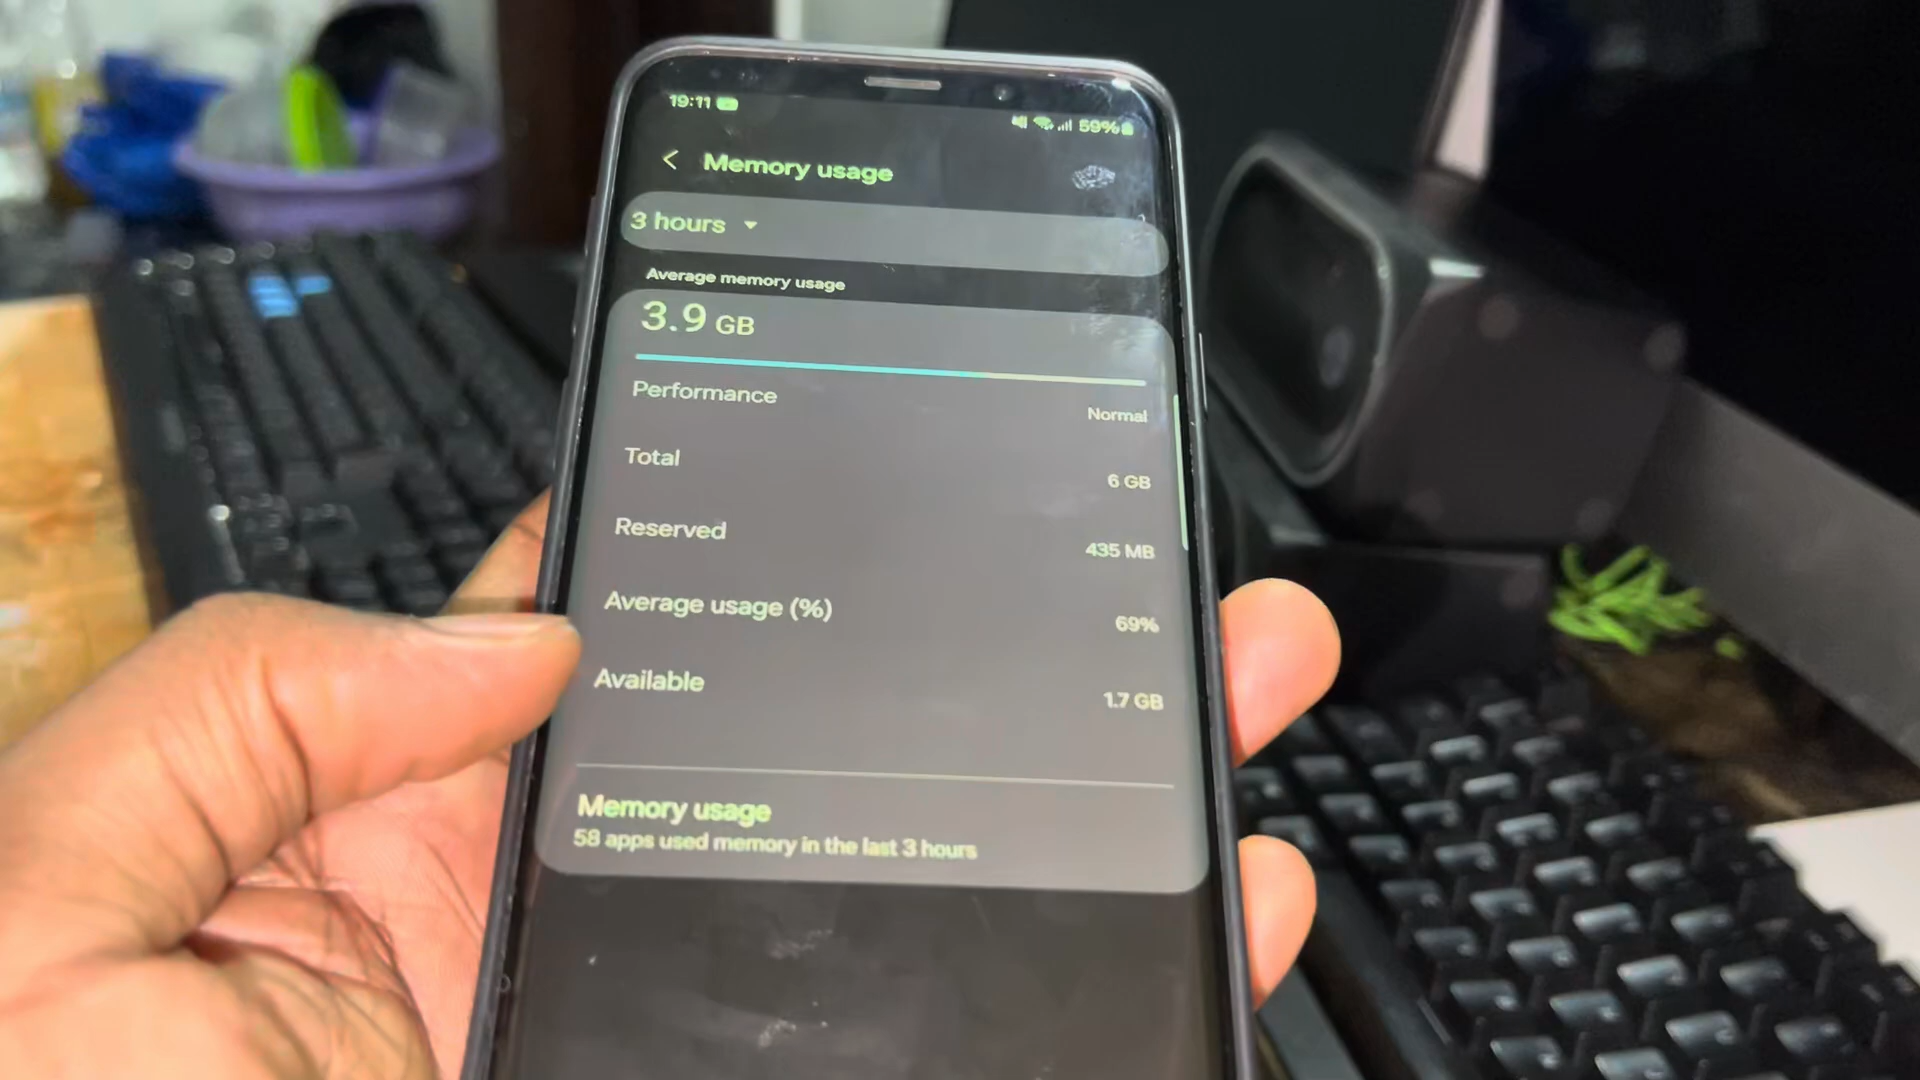 19:11
59%
Memory usage
3 hours
Average memory usage
3.9 GB
Performance
Normal
Total
6 GB
Reserved
435 MB
Average usage (%)
69%
Available
1.7 GB
Memory usage
58 apps used memory in the last 3 hours